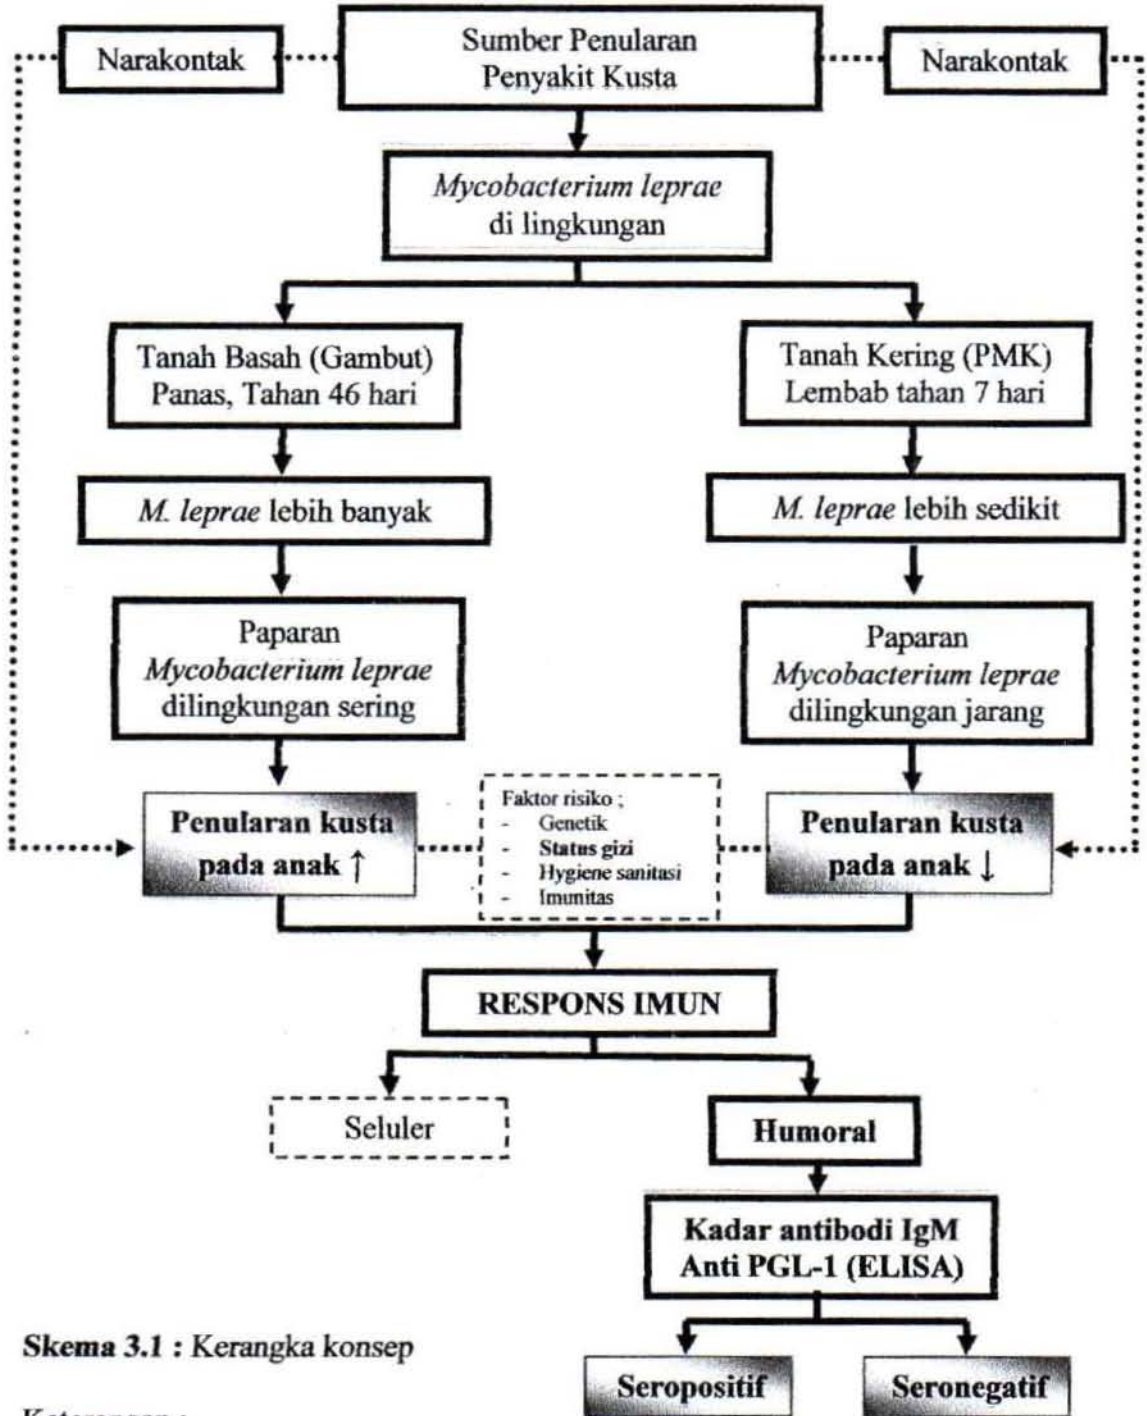 Narakontak
Sumber Penularan
Penyakit Kusta
Narakontak
Mycobacterium leprae
di lingkungan
Tanah Basah (Gambut)
Panas, Tahan 46 hari
Tanah Kering (PMK)
Lembab tahan 7 hari
M. leprae lebih banyak
M. leprae lebih sedikit
Paparan
Mycobacterium leprae
dilingkungan sering
Paparan
Mycobacterium leprae
dilingkungan jarang
Penularan kusta
pada anak ↑
Faktor risiko ;
- Genetik
- Status gizi
- Hygiene sanitasi
- Imunitas
Penularan kusta
pada anak ↓
RESPONS IMUN
Seluler
Humoral
Kadar antibodi IgM
Anti PGL-1 (ELISA)
Skema 3.1 : Kerangka konsep
Seropositif
Seronegatif